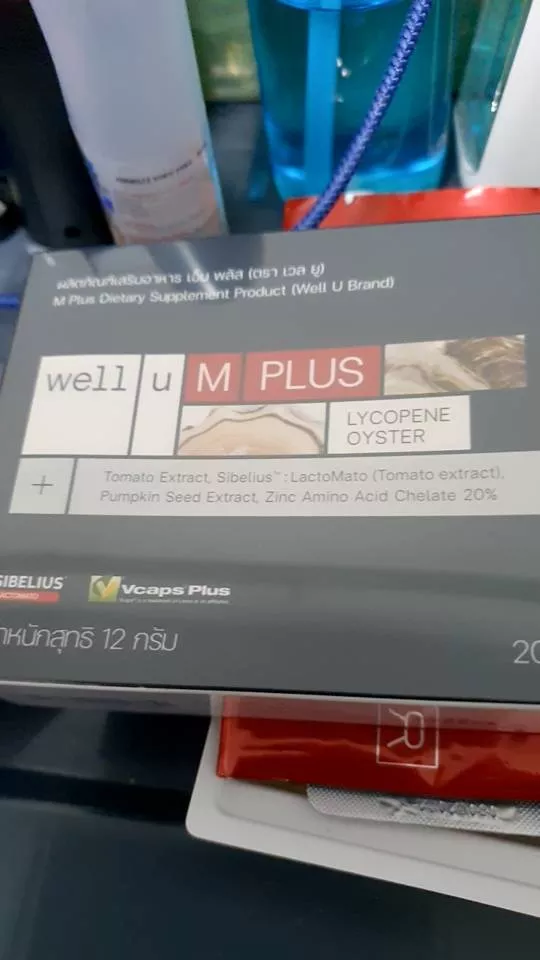 ผลิตภัณฑ์เสริมอาหาร เอ็ม พลัส (ตรา เวล ยู)
M Plus Dietary Supplement Product (Well U Brand)
well u M PLUS
LYCOPENE
OYSTER
+
Tomato Extract, Sibelius™: LactoMato (Tomato extract),
Pumpkin Seed Extract, Zinc Amino Acid Chelate 20%
SIBELIUS
LACTOMATO
Vcaps Plus
น้ำหนักสุทธิ 12 กรัม
20
R